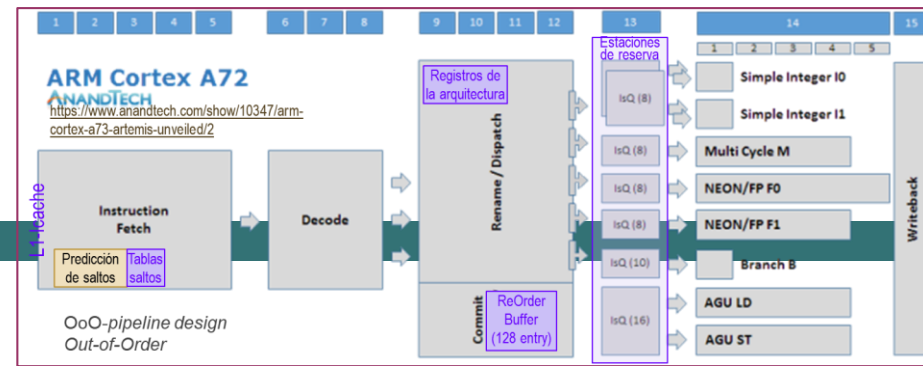 1 2 3 4 5 6 7 8 9 10 11 12 13 14 15
Estaciones
de reserva
1 2 3 4 5
ARM Cortex A72
ANANDTECH
https://www.anandtech.com/show/10347/arm-
cortex-a73-artemis-unveiled/2
Registros de
la arquitectura
IsQ (8)
Simple Integer I0
Simple Integer I1
IsQ (8)
Multi Cycle M
IsQ (8)
NEON/FP F0
IsQ (8)
NEON/FP F1
IsQ (10)
Branch B
IsQ (16)
AGU LD
AGU ST
L1-Icache
Instruction
Fetch
Predicción
de saltos
Tablas
saltos
Decode
Rename / Dispatch
Commit
ReOrder
Buffer
(128 entry)
Writeback
OoO-pipeline design
Out-of-Order